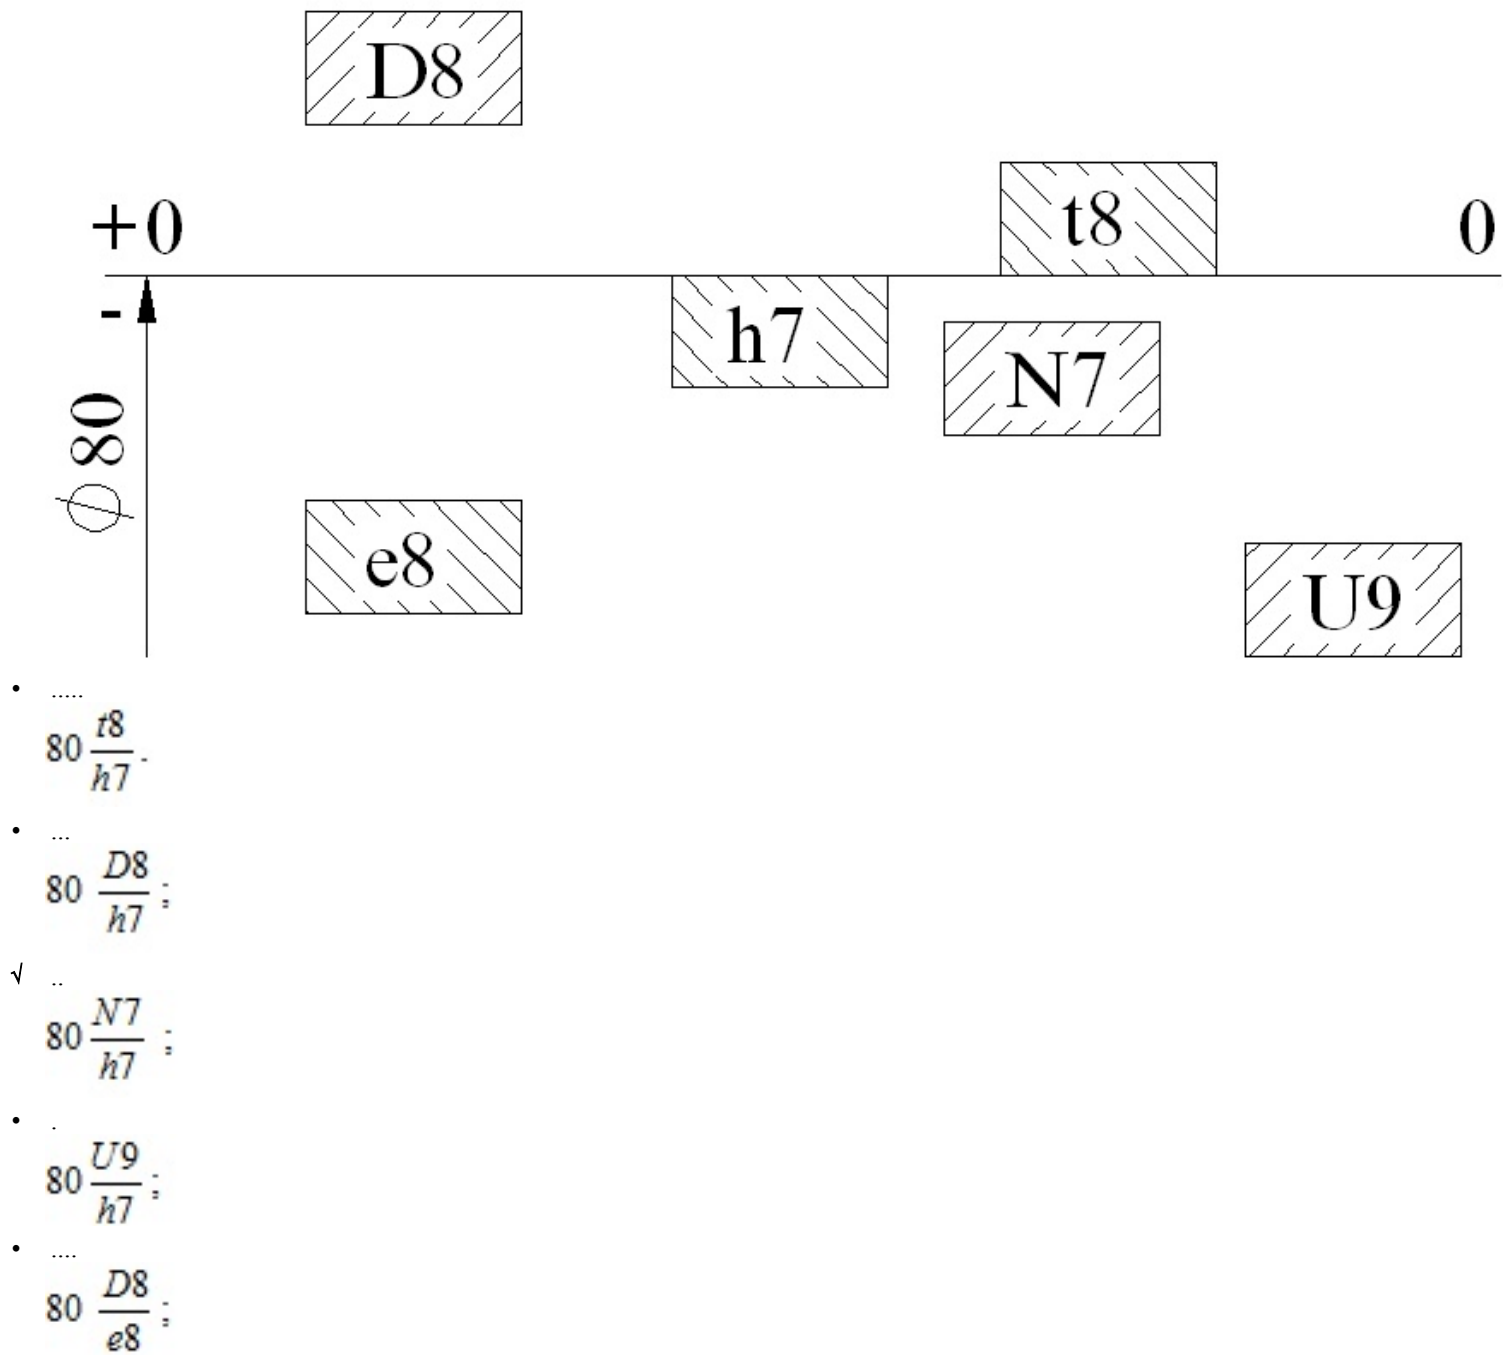 D8
t8
+0
0
-
h7
N7
⌀80
e8
U9
• .....
80 t8/h7 .
• ...
80 D8/h7 ;
√ ..
80 N7/h7 ;
• .
80 U9/h7 ;
• ....
80 D8/e8 ;